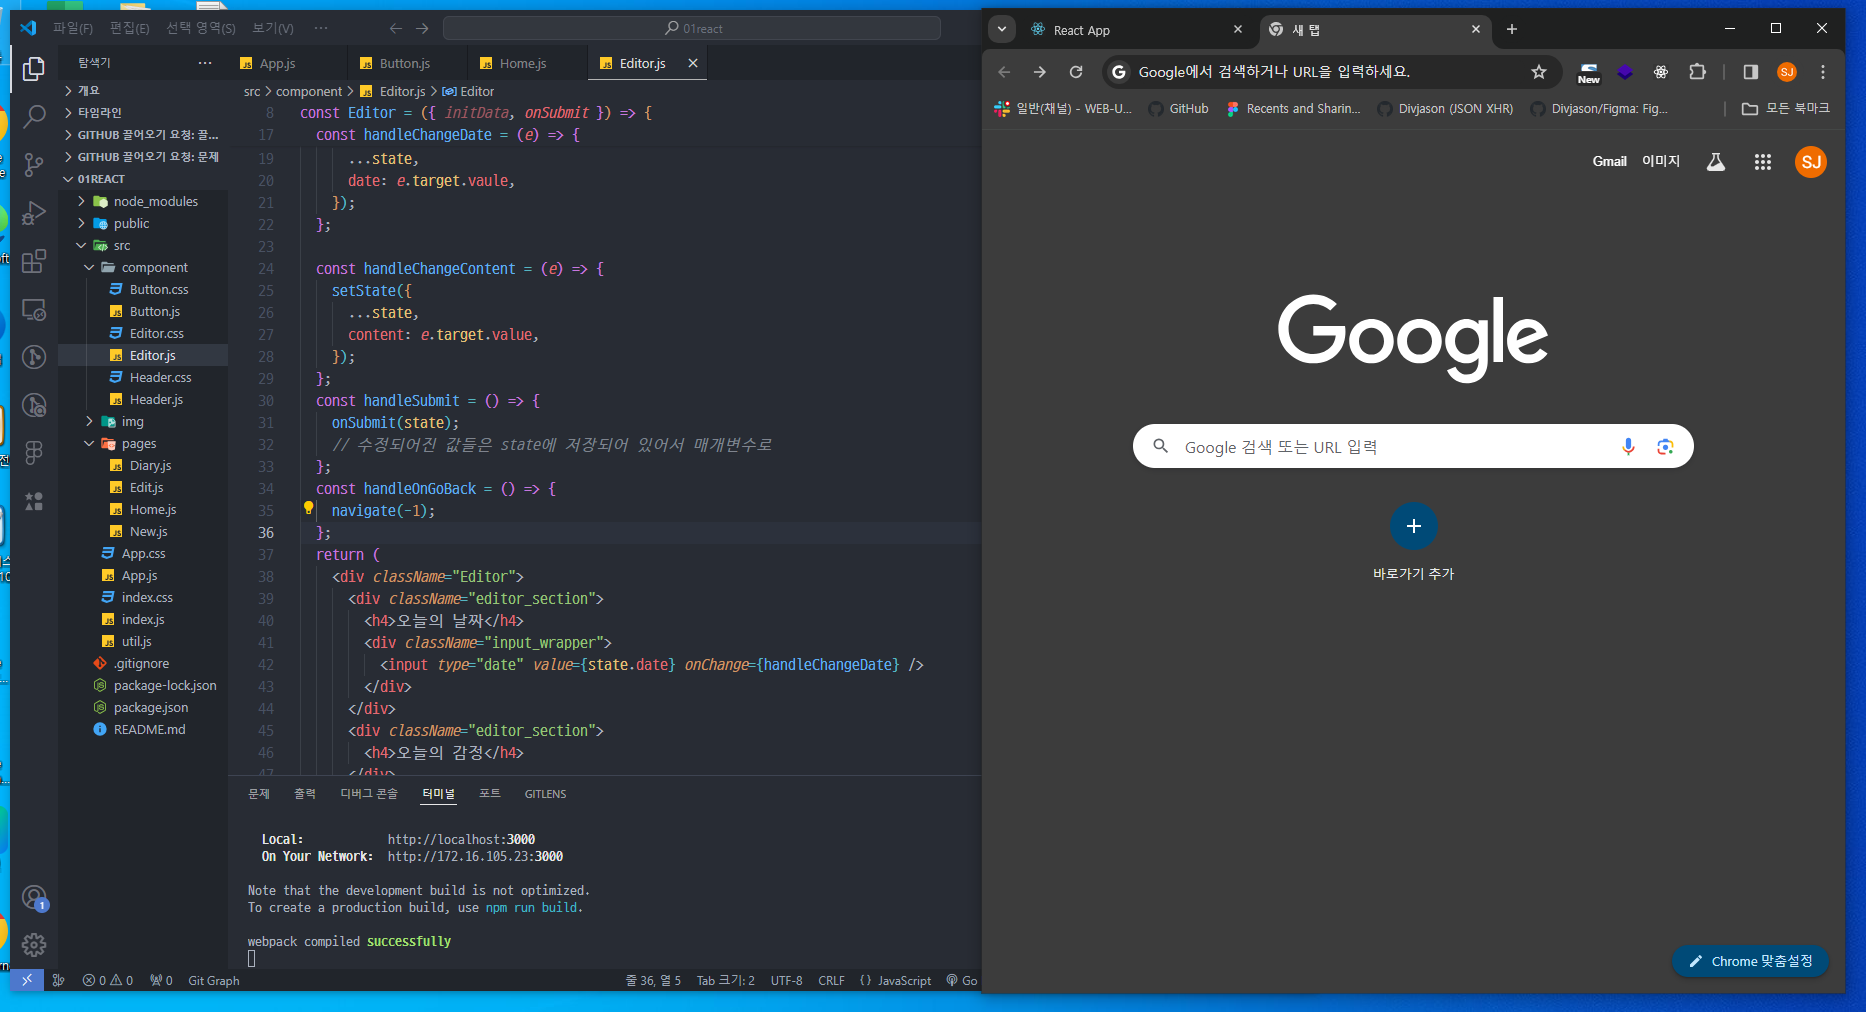 파일(F) 편집(E) 선택 영역(S) 보기(V) ··· 01react
탐색기 ···
개요
타임라인
GITHUB 끌어오기 요청: 끌...
GITHUB 끌어오기 요청: 문제
01REACT
node_modules
public
src
component
Button.css
Button.js
Editor.css
Editor.js
Header.css
Header.js
img
pages
Diary.js
Edit.js
Home.js
New.js
App.css
App.js
index.css
index.js
util.js
.gitignore
package-lock.json
package.json
README.md
1
App.js Button.js Home.js Editor.js
src > component > Editor.js > Editor
8 const Editor = ({ initData, onSubmit }) => {
17 const handleChangeDate = (e) => {
19 ...state,
20 date: e.target.vaule,
21 });
22 };
23
24 const handleChangeContent = (e) => {
25 setState({
26 ...state,
27 content: e.target.value,
28 });
29 };
30 const handleSubmit = () => {
31 onSubmit(state);
32 // 수정되어진 값들은 state에 저장되어 있어서 매개변수로
33 };
34 const handleOnGoBack = () => {
35 navigate(-1);
36 };
37 return (
38 <div className="Editor">
39 <div className="editor_section">
40 <h4>오늘의 날짜</h4>
41 <div className="input_wrapper">
42 <input type="date" value={state.date} onChange={handleChangeDate} />
43 </div>
44 </div>
45 <div className="editor_section">
46 <h4>오늘의 감정</h4>
47 </div>
문제 출력 디버그 콘솔 터미널 포트 GITLENS
Local: http://localhost:3000
On Your Network: http://172.16.105.23:3000
Note that the development build is not optimized.
To create a production build, use npm run build.
webpack compiled successfully
0 0 0 Git Graph 줄 36, 열 5 Tab 크기: 2 UTF-8 CRLF {} JavaScript Go
React App 새 탭
Google에서 검색하거나 URL을 입력하세요. New SJ
일반(채널) - WEB-U... GitHub Recents and Sharin... Divjason (JSON XHR) Divjason/Figma: Fig... 모든 북마크
Gmail 이미지 SJ
Google
Google 검색 또는 URL 입력
바로가기 추가
Chrome 맞춤설정